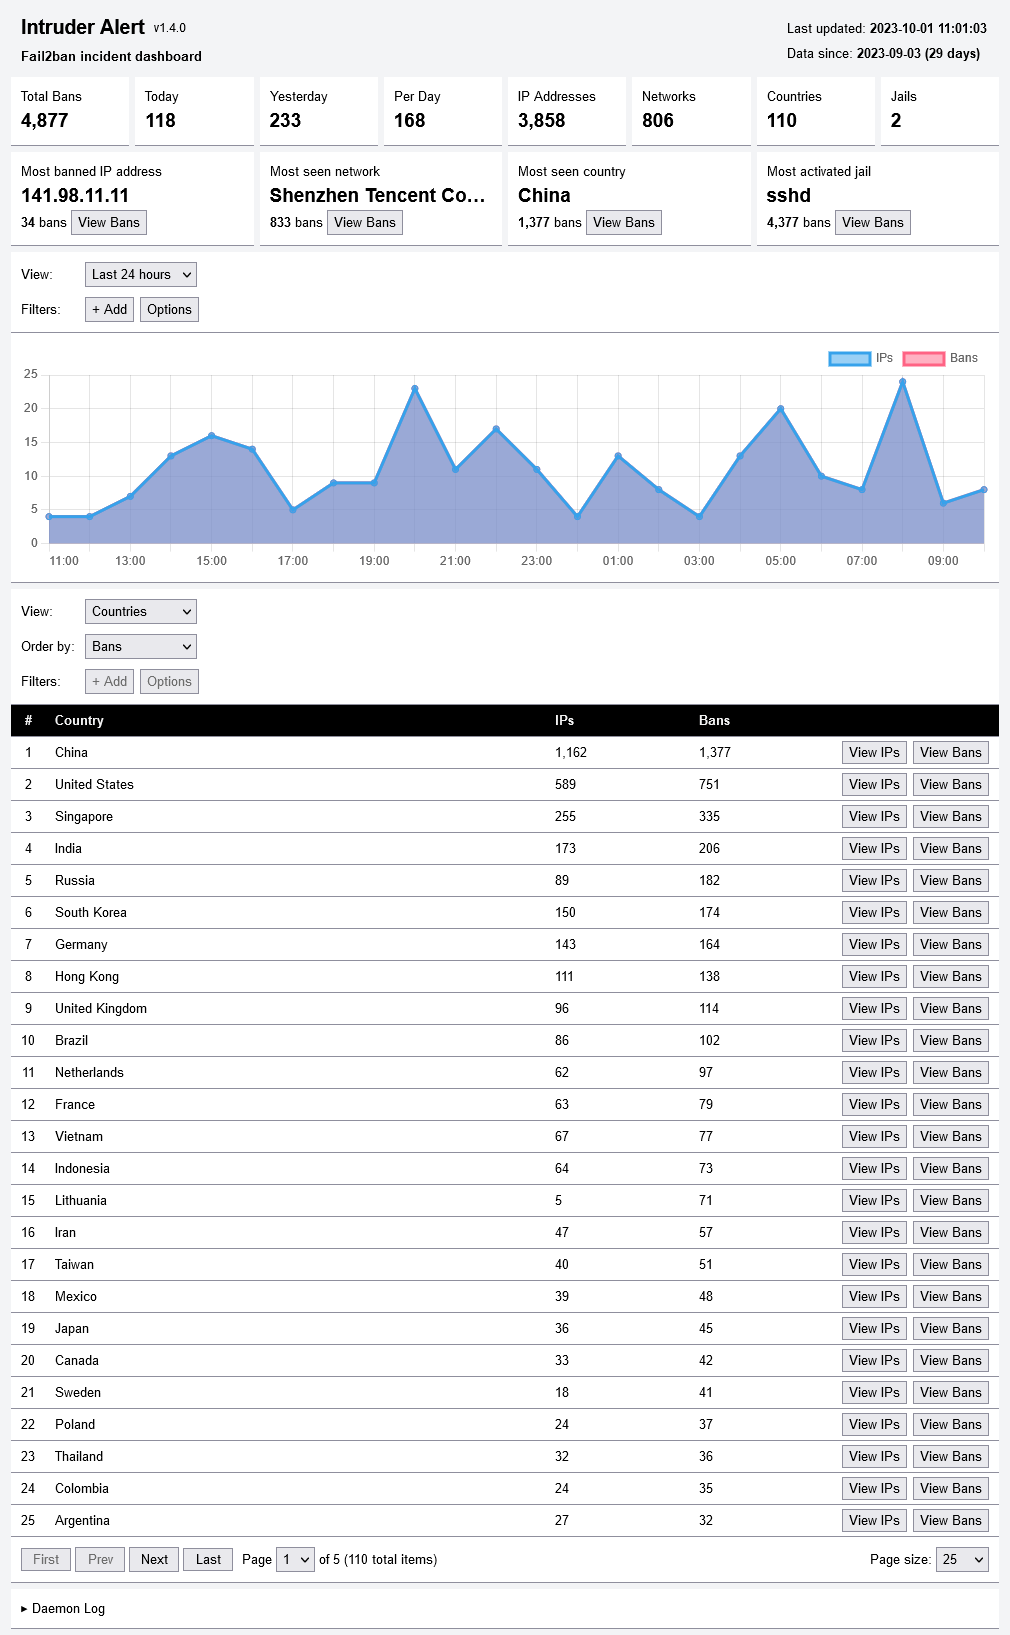 Intruder Alert v1.4.0
Fail2ban incident dashboard
Last updated: 2023-10-01 11:01:03
Data since: 2023-09-03 (29 days)
Total Bans Today Yesterday Per Day IP Addresses Networks Countries Jails
4,877 118 233 168 3,858 806 110 2
Most banned IP address Most seen network Most seen country Most activated jail
141.98.11.11 Shenzhen Tencent Co... China sshd
34 bans View Bans 833 bans View Bans 1,377 bans View Bans 4,377 bans View Bans
View: Last 24 hours
Filters: + Add Options
IPs Bans
25
20
15
10
5
0
11:00 13:00 15:00 17:00 19:00 21:00 23:00 01:00 03:00 05:00 07:00 09:00
View: Countries
Order by: Bans
Filters: + Add Options
# Country IPs Bans
1 China 1,162 1,377 View IPs View Bans
2 United States 589 751 View IPs View Bans
3 Singapore 255 335 View IPs View Bans
4 India 173 206 View IPs View Bans
5 Russia 89 182 View IPs View Bans
6 South Korea 150 174 View IPs View Bans
7 Germany 143 164 View IPs View Bans
8 Hong Kong 111 138 View IPs View Bans
9 United Kingdom 96 114 View IPs View Bans
10 Brazil 86 102 View IPs View Bans
11 Netherlands 62 97 View IPs View Bans
12 France 63 79 View IPs View Bans
13 Vietnam 67 77 View IPs View Bans
14 Indonesia 64 73 View IPs View Bans
15 Lithuania 5 71 View IPs View Bans
16 Iran 47 57 View IPs View Bans
17 Taiwan 40 51 View IPs View Bans
18 Mexico 39 48 View IPs View Bans
19 Japan 36 45 View IPs View Bans
20 Canada 33 42 View IPs View Bans
21 Sweden 18 41 View IPs View Bans
22 Poland 24 37 View IPs View Bans
23 Thailand 32 36 View IPs View Bans
24 Colombia 24 35 View IPs View Bans
25 Argentina 27 32 View IPs View Bans
First Prev Next Last Page 1 of 5 (110 total items) Page size: 25
Daemon Log